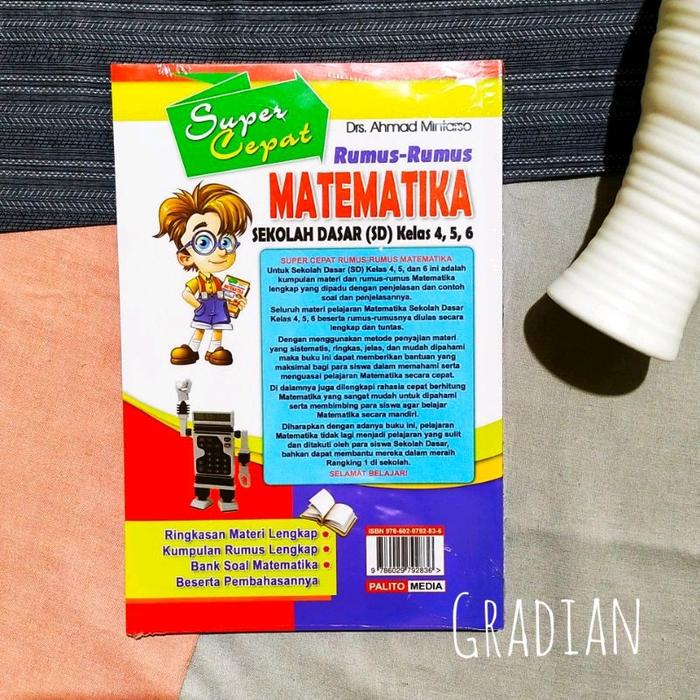 Super
Cepat
Drs. Ahmad Mintarso
Rumus-Rumus
MATEMATIKA
SEKOLAH DASAR (SD) Kelas 4, 5, 6
SUPER CEPAT RUMUS-RUMUS MATEMATIKA
Untuk Sekolah Dasar (SD) Kelas 4, 5, dan 6 ini adalah
kumpulan materi dan rumus-rumus Matematika
lengkap yang dipadu dengan penjelasan dan contoh
soal dan penjelasannya.
Seluruh materi pelajaran Matematika Sekolah Dasar
Kelas 4, 5, 6 beserta rumus-rumusnya diulas secara
lengkap dan tuntas.
Dengan menggunakan metode penyajian materi
yang sistematis, ringkas, jelas, dan mudah dipahami
maka buku ini dapat memberikan bantuan yang
maksimal bagi para siswa dalam memahami serta
menguasai pelajaran Matematika secara cepat.
Di dalamnya juga dilengkapi rahasia cepat berhitung
Matematika yang sangat mudah untuk dipahami
serta membimbing para siswa agar belajar
Matematika secara mandiri.
Diharapkan dengan adanya buku ini, pelajaran
Matematika tidak lagi menjadi pelajaran yang sulit
dan ditakuti oleh para siswa Sekolah Dasar,
bahkan dapat membantu mereka dalam meraih
Rangking 1 di sekolah.
SELAMAT BELAJAR!
Ringkasan Materi Lengkap •
Kumpulan Rumus Lengkap •
Bank Soal Matematika •
Beserta Pembahasannya
ISBN 978-602-9792-83-6
9 786029 792836 >
PALITO MEDIA
GRADIAN